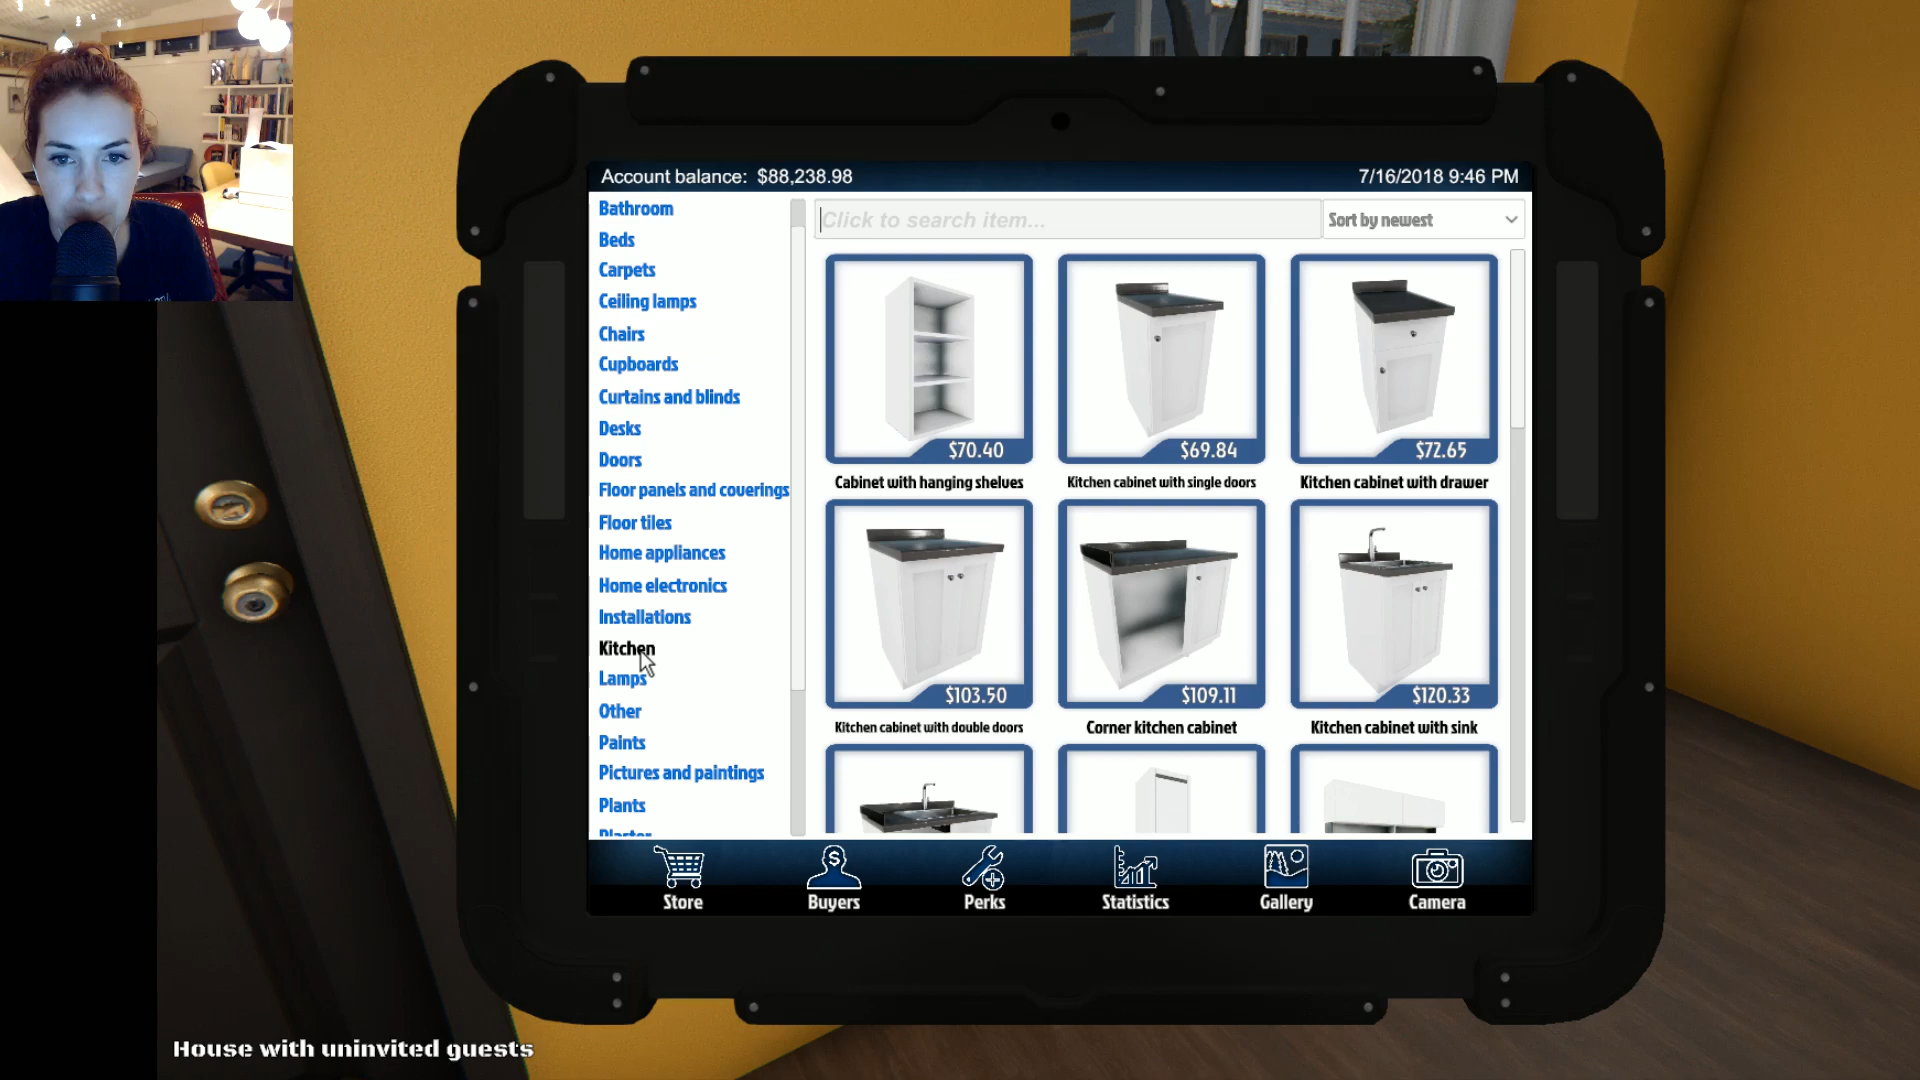 Account balance: $88,238.98
7/16/2018 9:46 PM
Bathroom
Beds
Carpets
Ceiling lamps
Chairs
Cupboards
Curtains and blinds
Desks
Doors
Floor panels and coverings
Floor tiles
Home appliances
Home electronics
Installations
Kitchen
Lamps
Other
Paints
Pictures and paintings
Plants
Plaster
Click to search item...
Sort by newest
$70.40
$69.84
$72.65
Cabinet with hanging shelves
Kitchen cabinet with single doors
Kitchen cabinet with drawer
$103.50
$109.11
$120.33
Kitchen cabinet with double doors
Corner kitchen cabinet
Kitchen cabinet with sink
Store
Buyers
Perks
Statistics
Gallery
Camera
House with uninvited guests